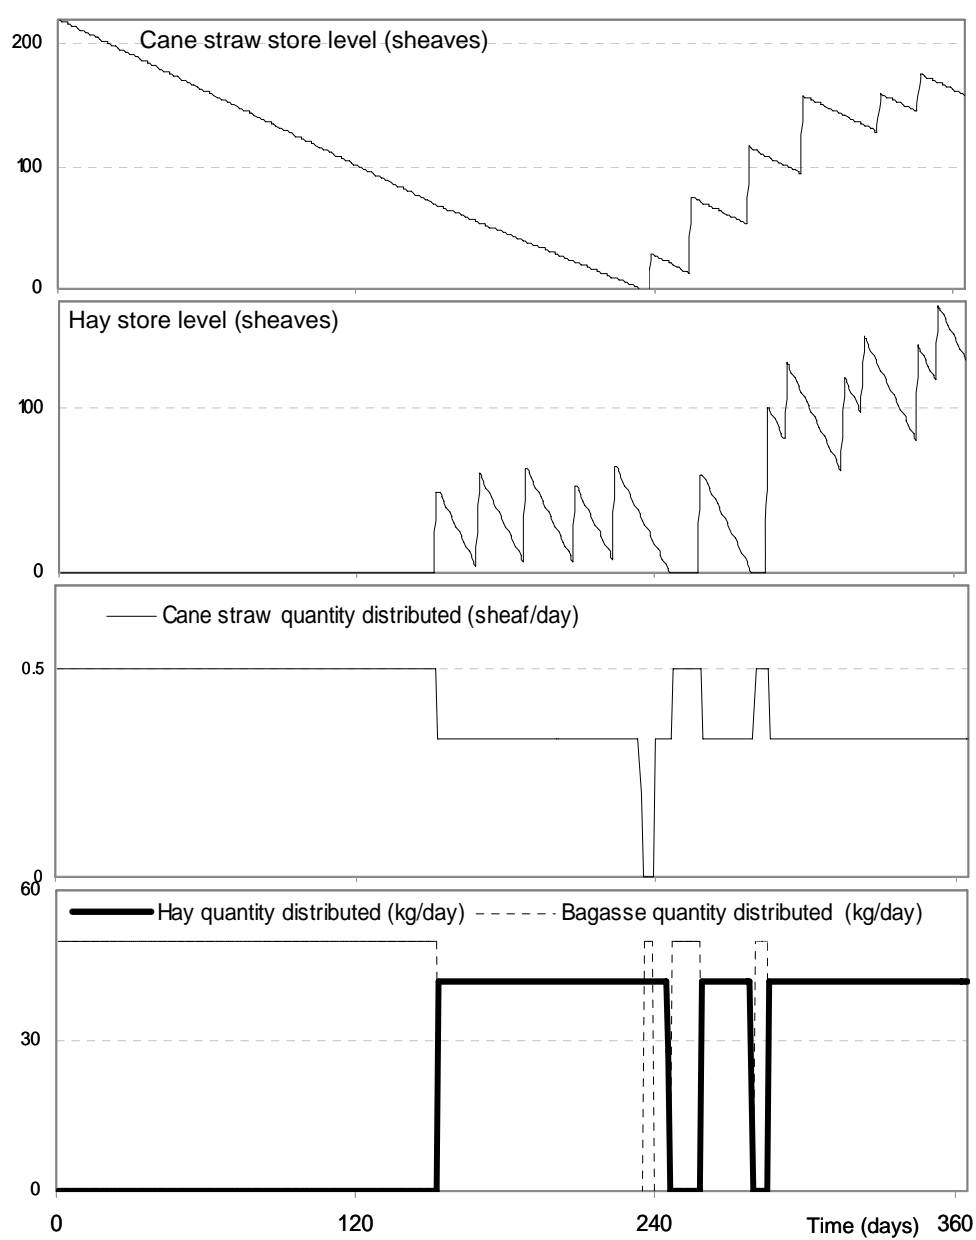 Cane straw store level (sheaves)
200
100
0
Hay store level (sheaves)
100
0
Cane straw quantity distributed (sheaf/day)
0.5
0
60
Hay quantity distributed (kg/day) Bagasse quantity distributed (kg/day)
30
0
0 120 240 Time (days) 360